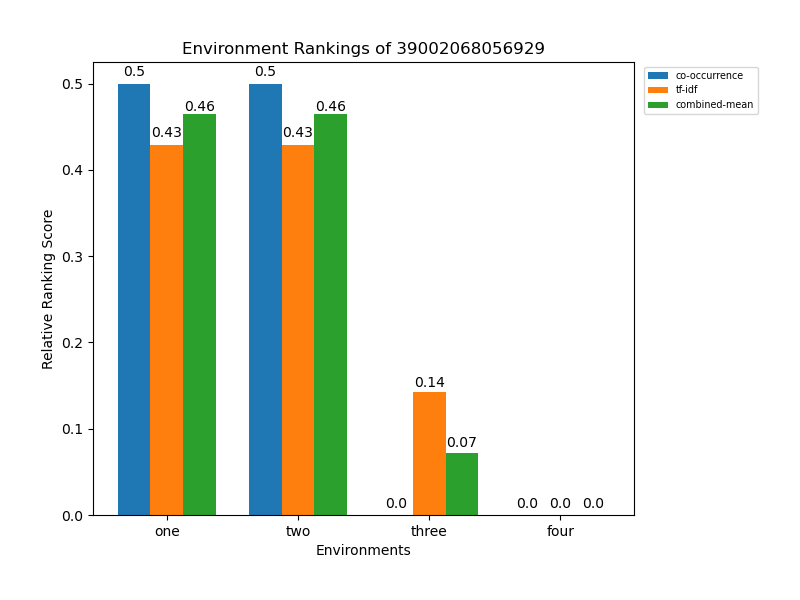 Environment Rankings of 39002068056929
co-occurrence
tf-idf
combined-mean
Relative Ranking Score
0.5
0.4
0.3
0.2
0.1
0.0
0.5
0.43
0.46
0.5
0.43
0.46
0.0
0.14
0.07
0.0
0.0
0.0
one
two
three
four
Environments